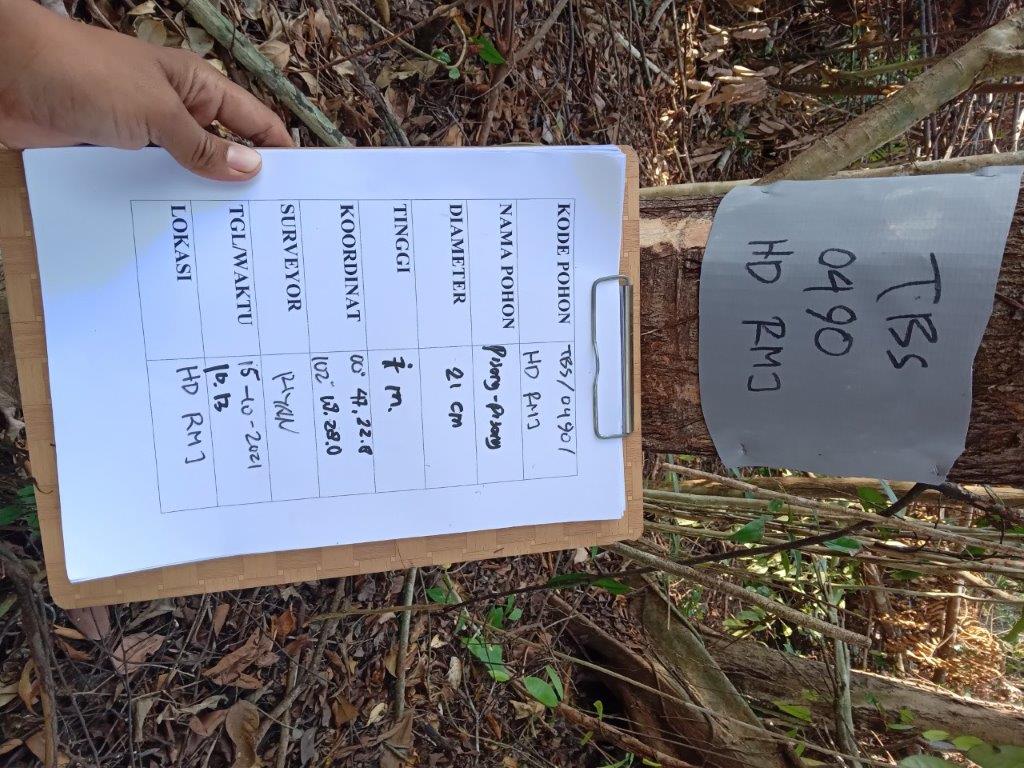 TBS
0490
HD RMJ
KODE POHON TBS/0490/
HD RMJ
NAMA POHON Pisang-Pisang
DIAMETER 21 cm
TINGGI 7 m.
KOORDINAT 00° 47, 22.8
102° 28.0
SURVEYOR RYAN
TGL/WAKTU 15-10-2021
10.13
LOKASI HD RMJ